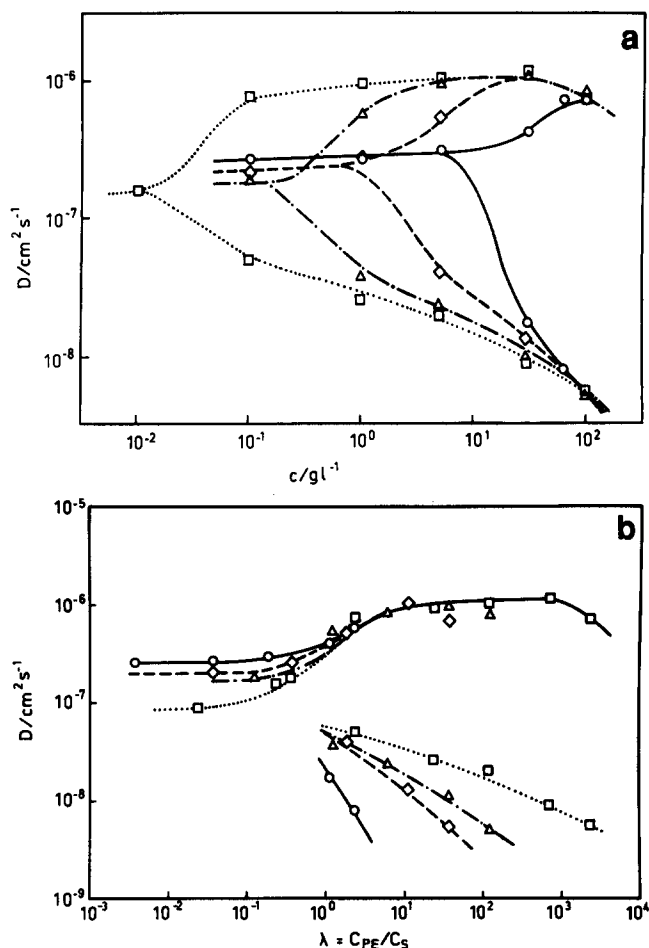 a
10⁻⁶
10⁻⁷
10⁻⁸
D/cm² s⁻¹
10⁻² 10⁻¹ 10⁰ 10¹ 10²
c/gl⁻¹
b
10⁻⁵
10⁻⁶
10⁻⁷
10⁻⁸
10⁻⁹
D/cm² s⁻¹
10⁻³ 10⁻² 10⁻¹ 10⁰ 10¹ 10² 10³ 10⁴
λ = C_PE/C_S